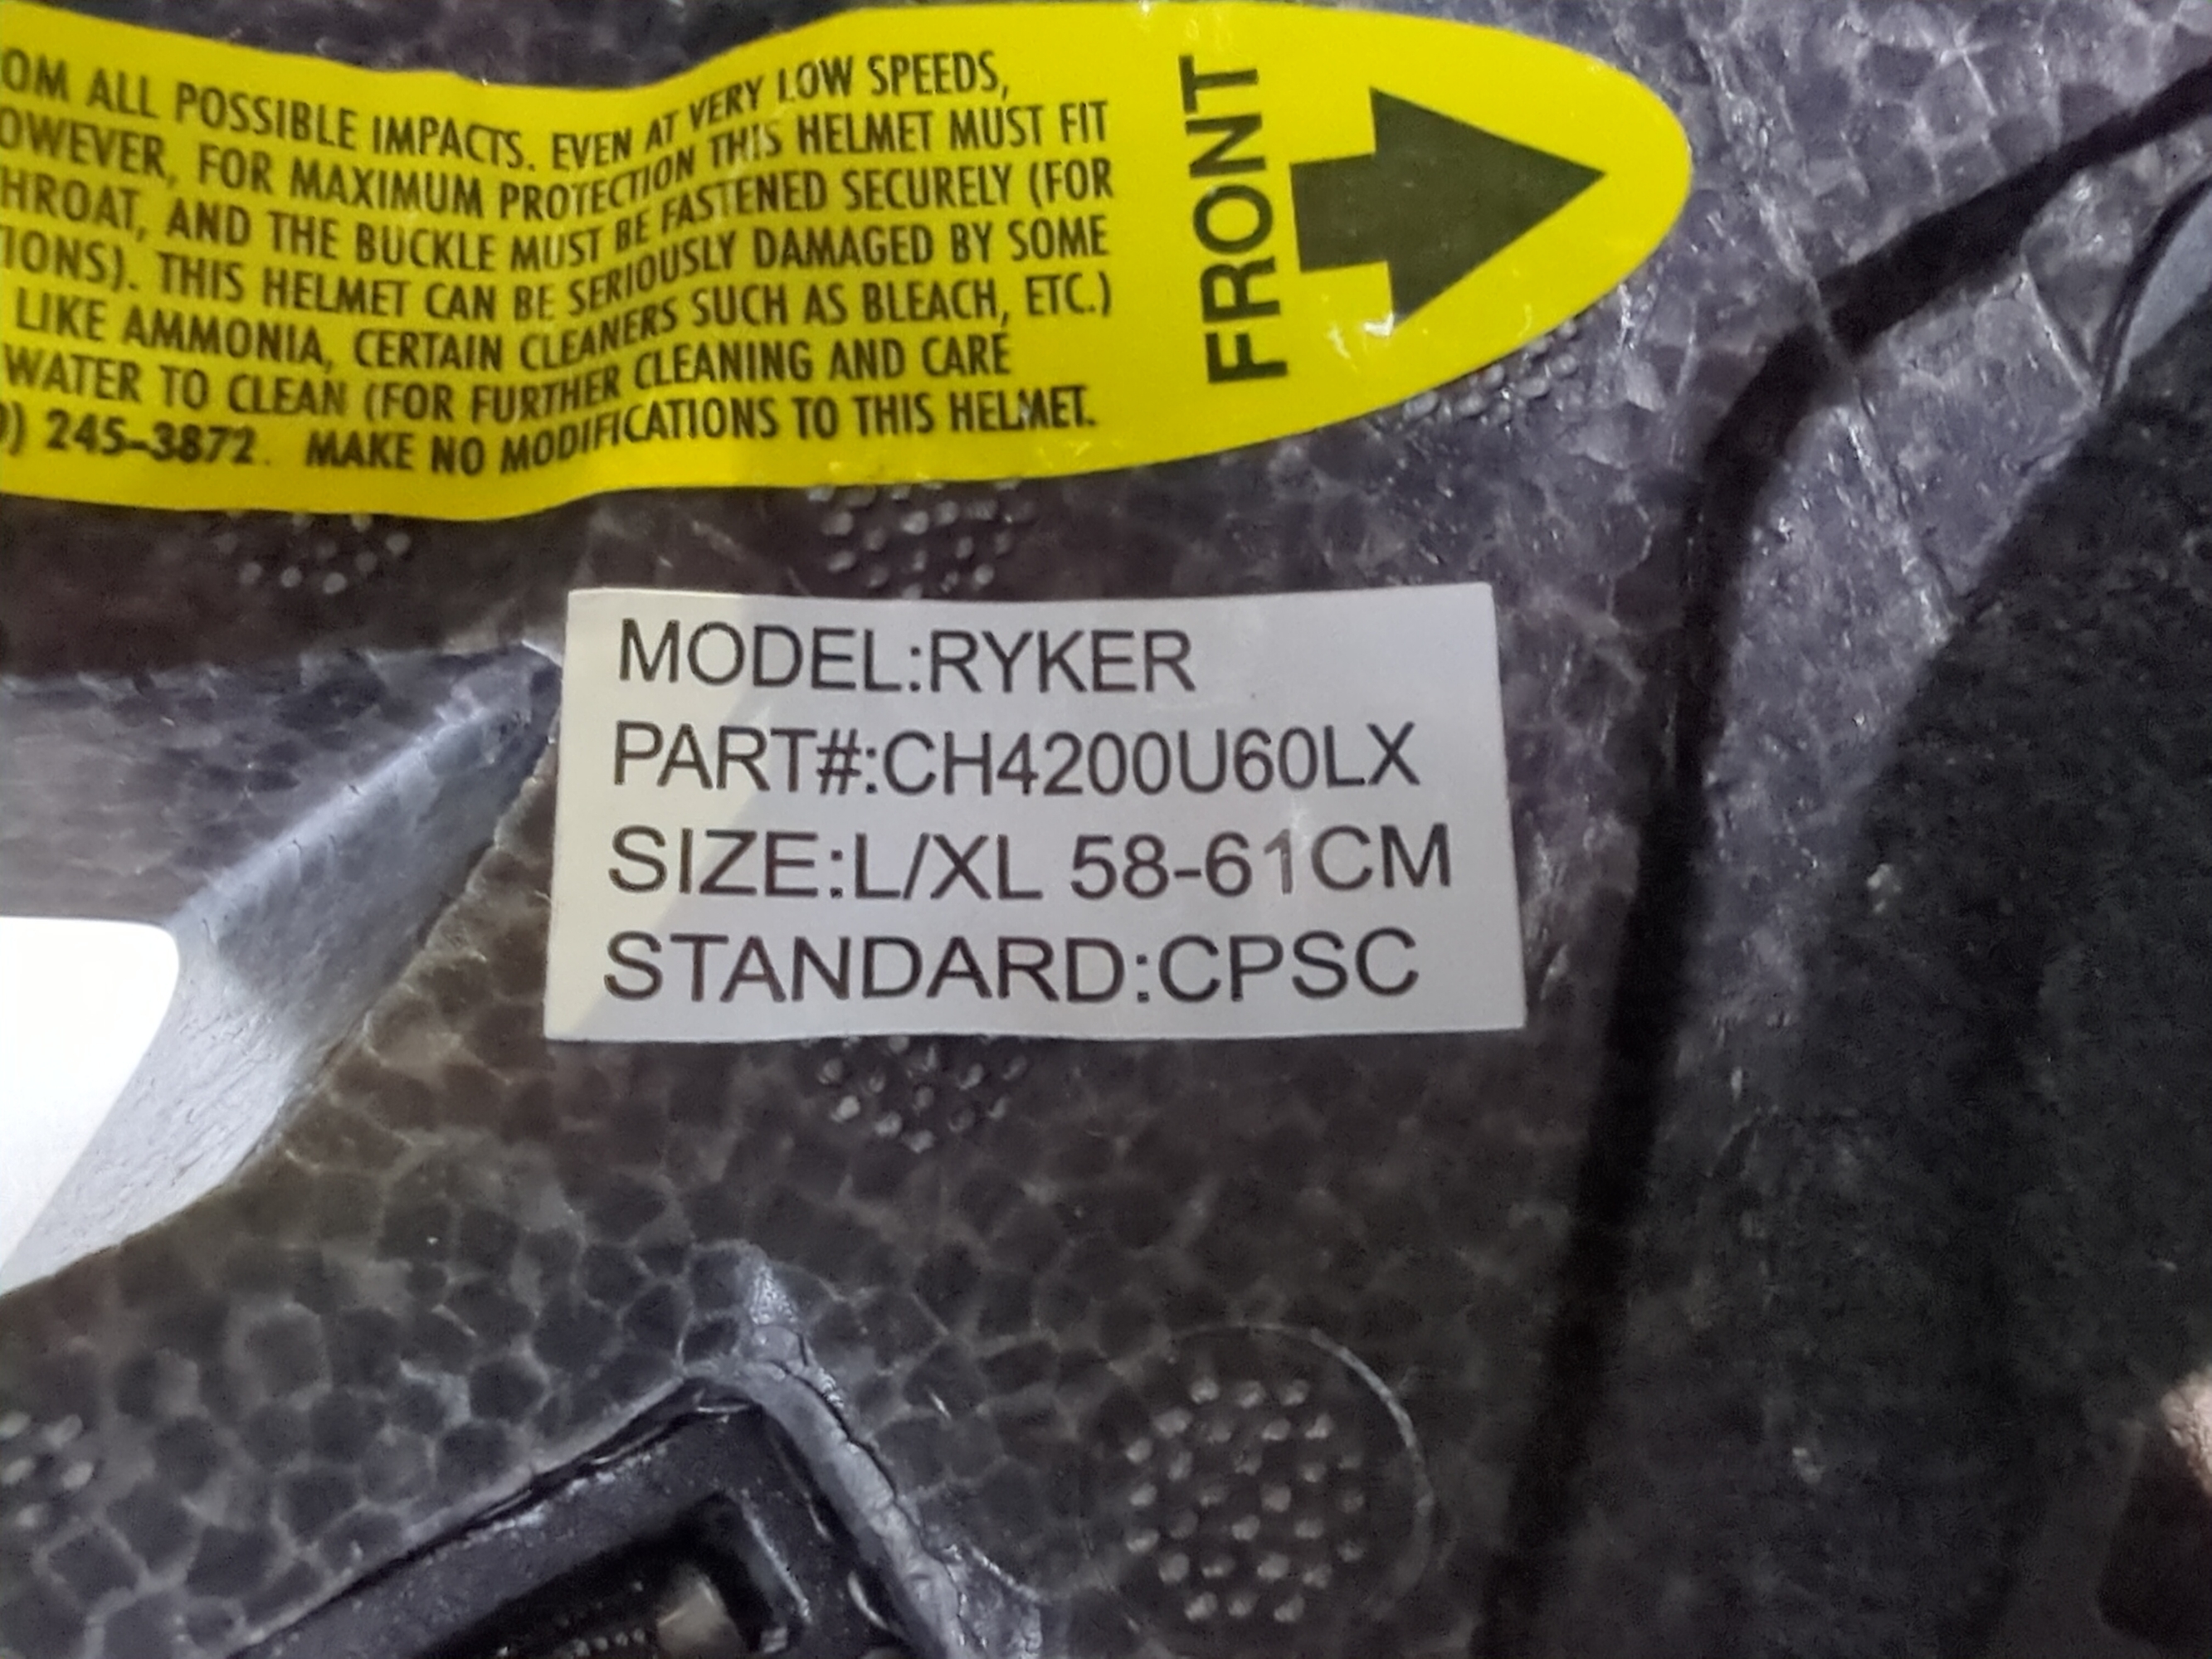 OM ALL POSSIBLE IMPACTS. EVEN AT VERY LOW SPEEDS,
OWEVER, FOR MAXIMUM PROTECTION THIS HELMET MUST FIT
HROAT, AND THE BUCKLE MUST BE FASTENED SECURELY (FOR
IONS). THIS HELMET CAN BE SERIOUSLY DAMAGED BY SOME
LIKE AMMONIA, CERTAIN CLEANERS SUCH AS BLEACH, ETC.)
WATER TO CLEAN (FOR FURTHER CLEANING AND CARE
) 245-3872. MAKE NO MODIFICATIONS TO THIS HELMET.
FRONT
MODEL:RYKER
PART#:CH4200U60LX
SIZE:L/XL 58-61CM
STANDARD:CPSC